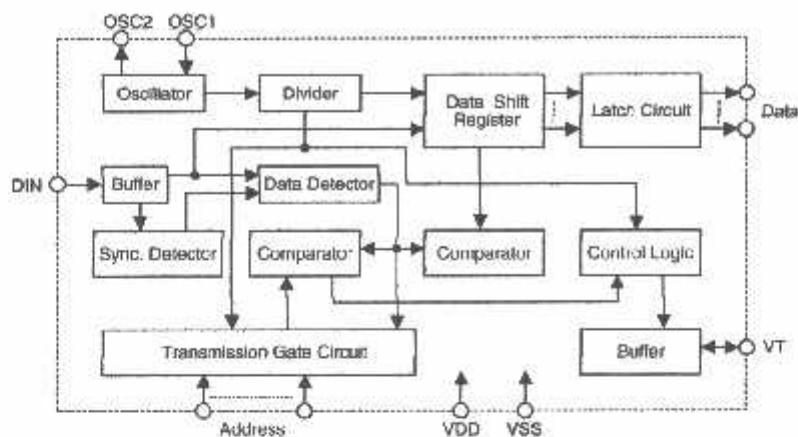 OSC2 OSC1
Oscillator
Divider
Data Shift
Register
Latch Circuit
Data
DIN
Buffer
Data Detector
Sync. Detector
Comparator
Comparator
Control Logic
Transmission Gate Circuit
Buffer
VT
Address
VDD
VSS